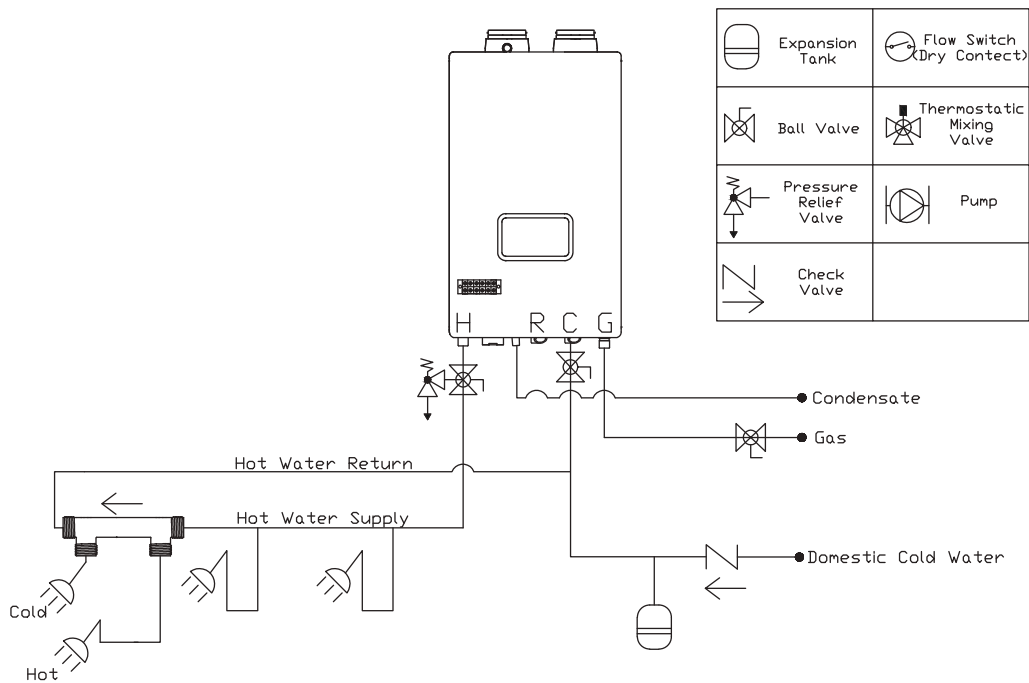 Expansion
Tank
Flow Switch
(Dry Contect)
Ball Valve
Thermostatic
Mixing
Valve
Pressure
Relief
Valve
Pump
Check
Valve
H R C G
Condensate
Gas
Hot Water Return
Hot Water Supply
Domestic Cold Water
Cold
Hot